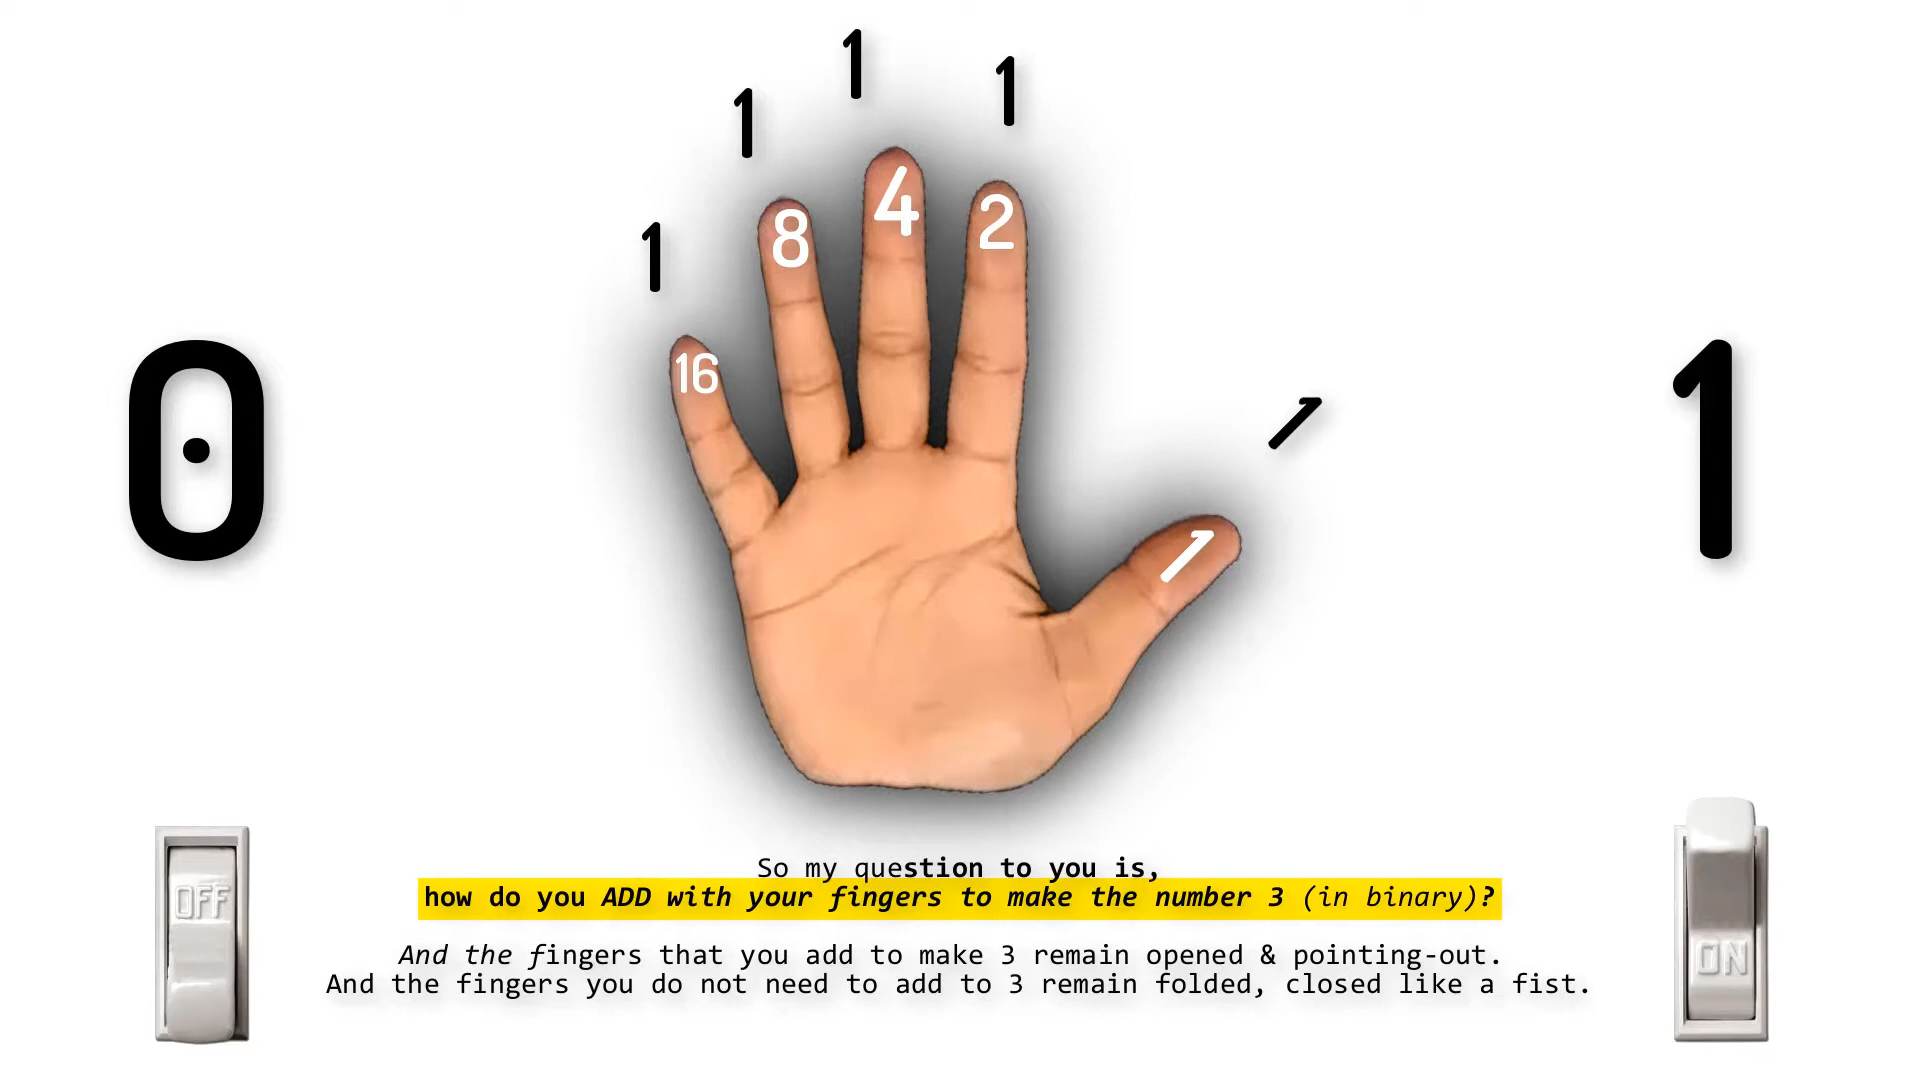 1
1
1
1
1
16
8
4
2
1
0
1
OFF
ON
So my question to you is,
how do you ADD with your fingers to make the number 3 (in binary)?
And the fingers that you add to make 3 remain opened & pointing-out.
And the fingers you do not need to add to 3 remain folded, closed like a fist.